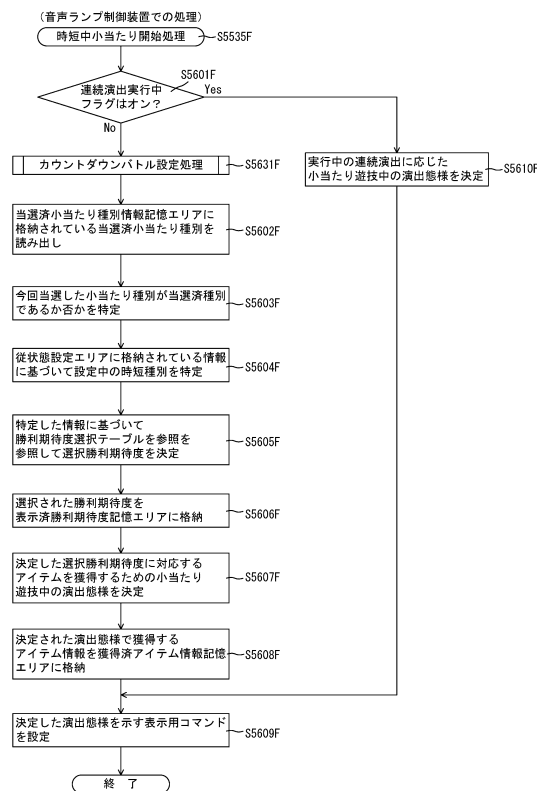 (音声ランプ制御装置での処理)
時短中小当たり開始処理
S5535F
S5601F
連続演出実行中
フラグはオン?
Yes
No
カウントダウンバトル設定処理
S5631F
実行中の連続演出に応じた
小当たり遊技中の演出態様を決定
S5610F
当選済小当たり種別情報記憶エリアに
格納されている当選済小当たり種別を
読み出し
S5602F
今回当選した小当たり種別が当選済種別
であるか否かを特定
S5603F
従状態設定エリアに格納されている情報
に基づいて設定中の時短種別を特定
S5604F
特定した情報に基づいて
勝利期待度選択テーブルを参照を
参照して選択勝利期待度を決定
S5605F
選択された勝利期待度を
表示済勝利期待度記憶エリアに格納
S5606F
決定した選択勝利期待度に対応する
アイテムを獲得するための小当たり
遊技中の演出態様を決定
S5607F
決定された演出態様で獲得する
アイテム情報を獲得済アイテム情報記憶
エリアに格納
S5608F
決定した演出態様を示す表示用コマンド
を設定
S5609F
終 了